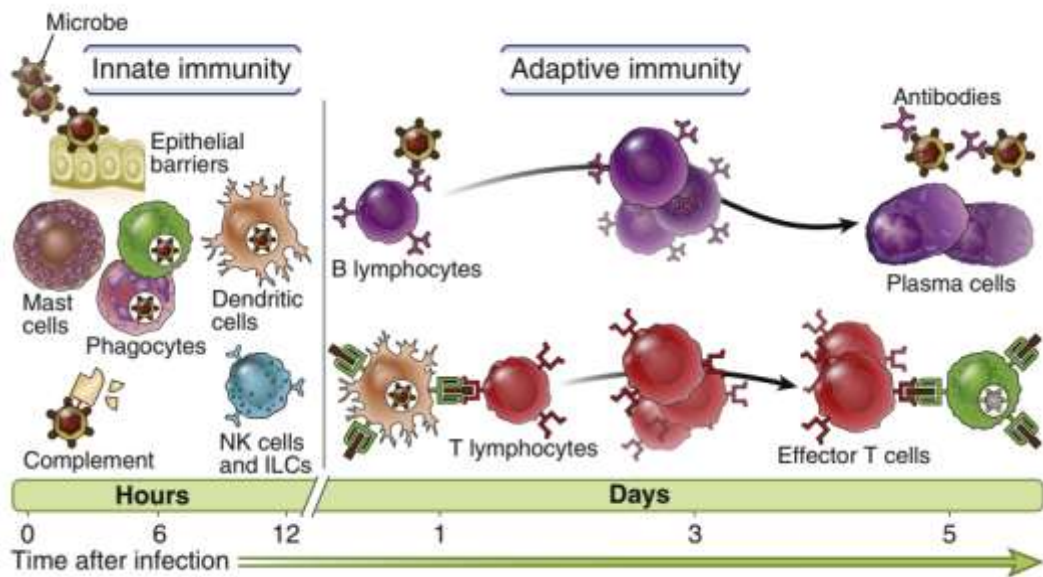 Microbe
Innate immunity
Adaptive immunity
Antibodies
Epithelial
barriers
B lymphocytes
Plasma cells
Mast
cells
Phagocytes
Dendritic
cells
Complement
NK cells
and ILCs
T lymphocytes
Effector T cells
Hours
Days
0
6
12
1
3
5
Time after infection